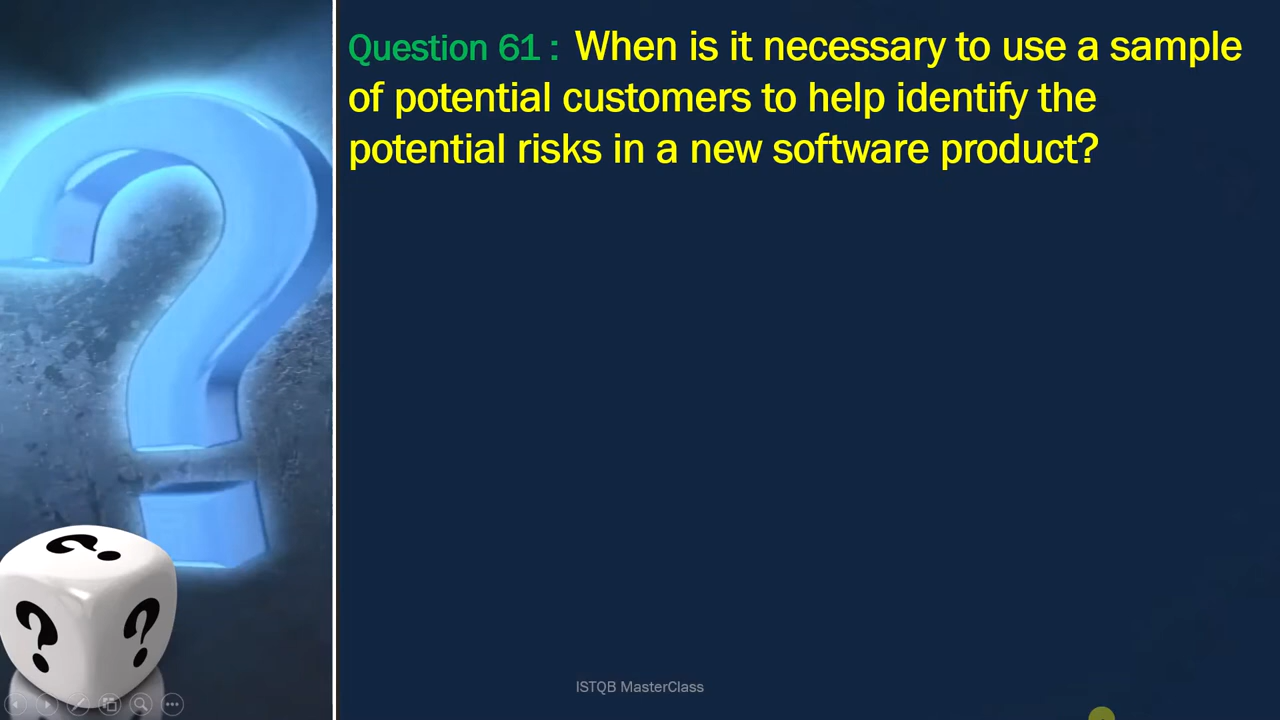 Question 61 : When is it necessary to use a sample
of potential customers to help identify the
potential risks in a new software product?
ISTQB MasterClass